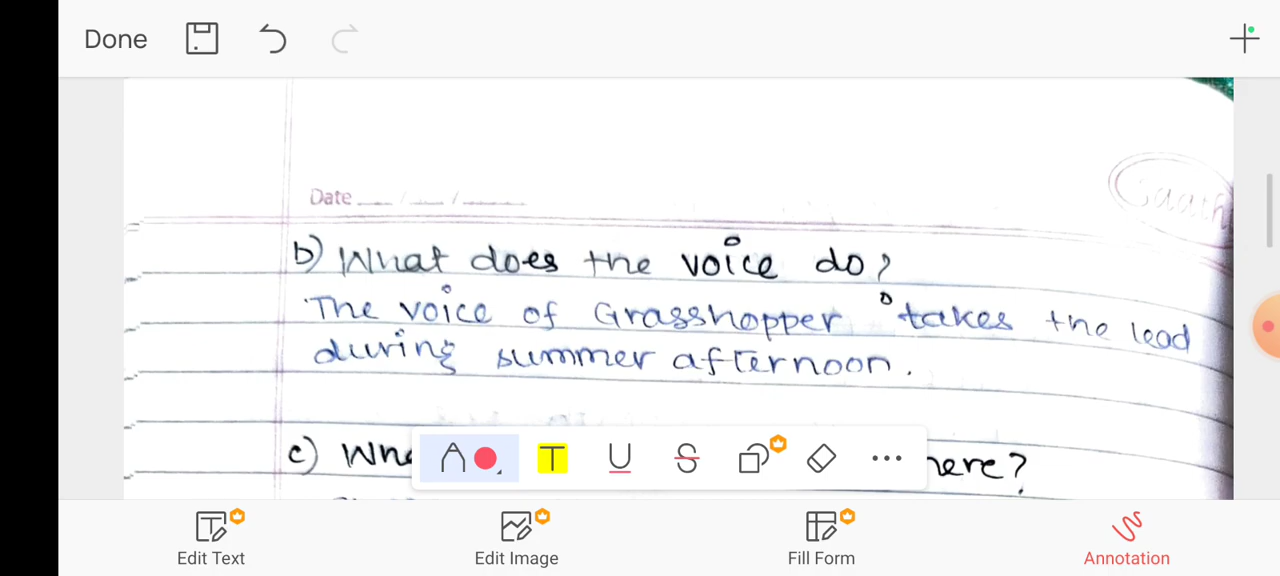 Done
Date
b) What does the voice do?
The voice of Grasshopper takes the lead
during summer afternoon.
c) here?
Edit Text
Edit Image
Fill Form
Annotation